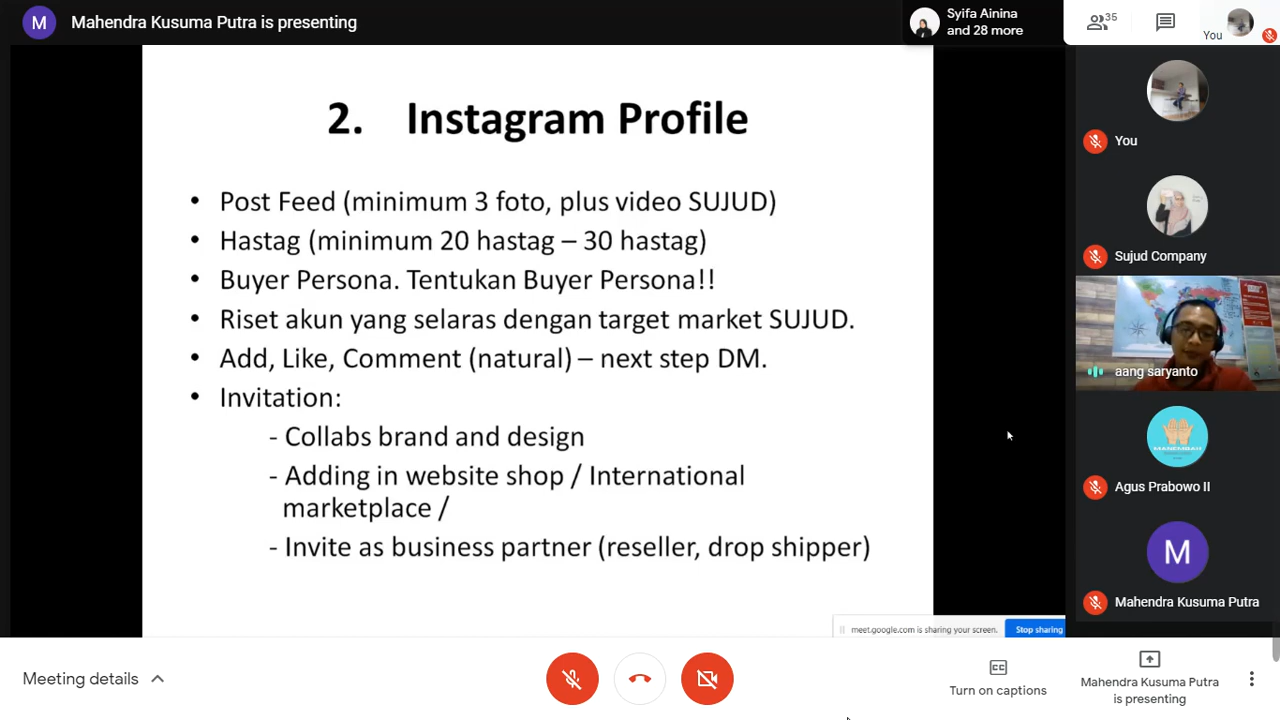 M
Mahendra Kusuma Putra is presenting
Syifa Ainina
and 28 more
35
You
2. Instagram Profile
• Post Feed (minimum 3 foto, plus video SUJUD)
• Hastag (minimum 20 hastag – 30 hastag)
• Buyer Persona. Tentukan Buyer Persona!!
• Riset akun yang selaras dengan target market SUJUD.
• Add, Like, Comment (natural) – next step DM.
• Invitation:
- Collabs brand and design
- Adding in website shop / International
marketplace /
- Invite as business partner (reseller, drop shipper)
You
Sujud Company
aang saryanto
Agus Prabowo II
M
Mahendra Kusuma Putra
meet.google.com is sharing your screen.
Stop sharing
Meeting details
CC
Turn on captions
Mahendra Kusuma Putra
is presenting